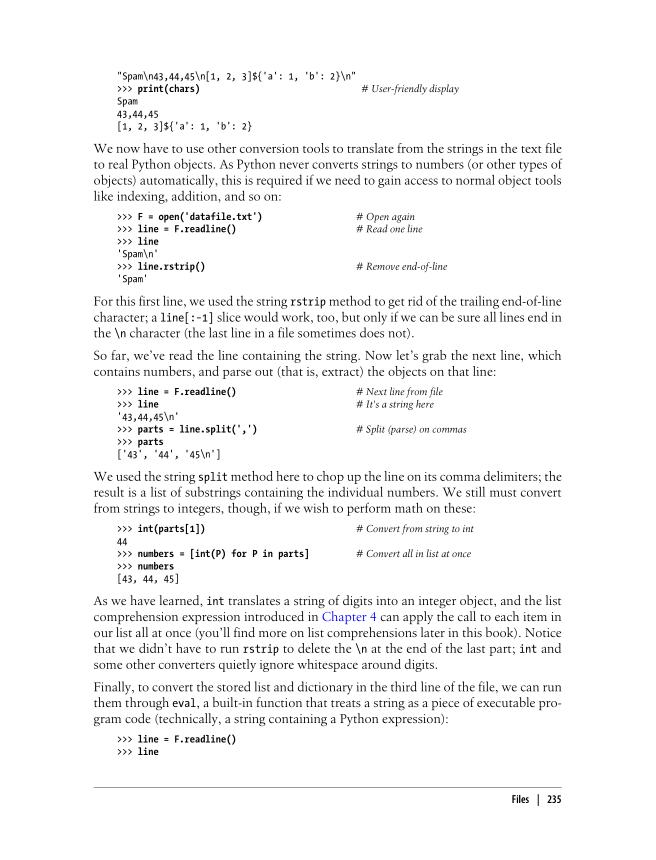 "Spam\n43,44,45\n[1, 2, 3]${'a': 1, 'b': 2}\n"
>>> print(chars) # User-friendly display
Spam
43,44,45
[1, 2, 3]${'a': 1, 'b': 2}
We now have to use other conversion tools to translate from the strings in the text file
to real Python objects. As Python never converts strings to numbers (or other types of
objects) automatically, this is required if we need to gain access to normal object tools
like indexing, addition, and so on:
>>> F = open('datafile.txt') # Open again
>>> line = F.readline() # Read one line
>>> line
'Spam\n'
>>> line.rstrip() # Remove end-of-line
'Spam'
For this first line, we used the string rstrip method to get rid of the trailing end-of-line
character; a line[:-1] slice would work, too, but only if we can be sure all lines end in
the \n character (the last line in a file sometimes does not).
So far, we've read the line containing the string. Now let's grab the next line, which
contains numbers, and parse out (that is, extract) the objects on that line:
>>> line = F.readline() # Next line from file
>>> line # It's a string here
'43,44,45\n'
>>> parts = line.split(',') # Split (parse) on commas
>>> parts
['43', '44', '45\n']
We used the string split method here to chop up the line on its comma delimiters; the
result is a list of substrings containing the individual numbers. We still must convert
from strings to integers, though, if we wish to perform math on these:
>>> int(parts[1]) # Convert from string to int
44
>>> numbers = [int(P) for P in parts] # Convert all in list at once
>>> numbers
[43, 44, 45]
As we have learned, int translates a string of digits into an integer object, and the list
comprehension expression introduced in Chapter 4 can apply the call to each item in
our list all at once (you'll find more on list comprehensions later in this book). Notice
that we didn't have to run rstrip to delete the \n at the end of the last part; int and
some other converters quietly ignore whitespace around digits.
Finally, to convert the stored list and dictionary in the third line of the file, we can run
them through eval, a built-in function that treats a string as a piece of executable pro-
gram code (technically, a string containing a Python expression):
>>> line = F.readline()
>>> line
Files | 235